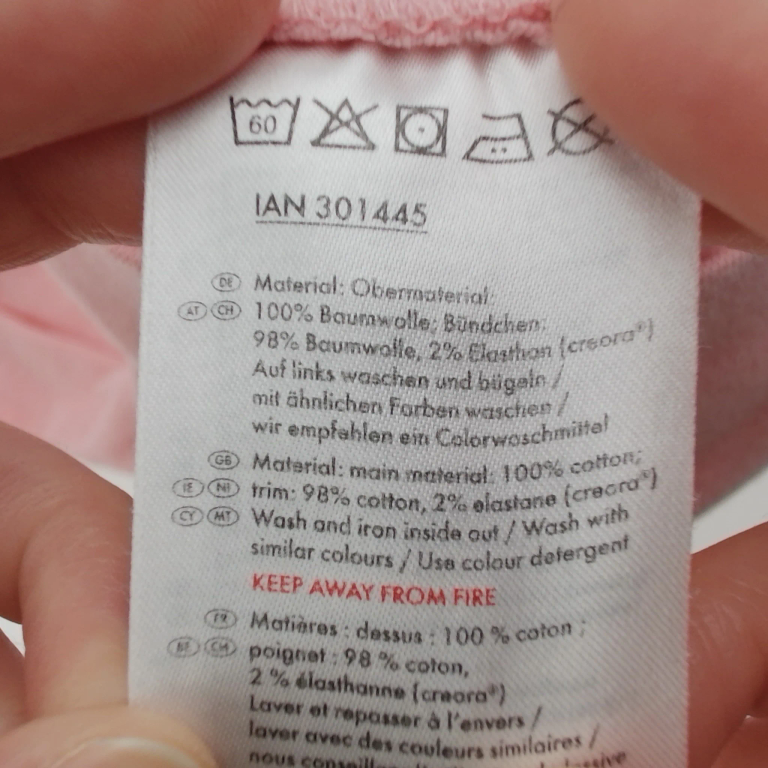 60
IAN 301445
DE Material: Obermaterial:
AT CH 100% Baumwolle; Bündchen:
98% Baumwolle, 2% Elasthan (creora®)
Auf links waschen und bügeln /
mit ähnlichen Farben waschen /
wir empfehlen ein Colorwaschmittel
GB Material: main material: 100% cotton;
IE NI trim: 98% cotton, 2% elastane (creora®)
CY MT Wash and iron inside out / Wash with
similar colours / Use colour detergent
KEEP AWAY FROM FIRE
FR Matières : dessus : 100 % coton ;
BE CH poignet : 98 % coton,
2 % élasthanne (creora®)
Laver et repasser à l'envers /
laver avec des couleurs similaires /
nous